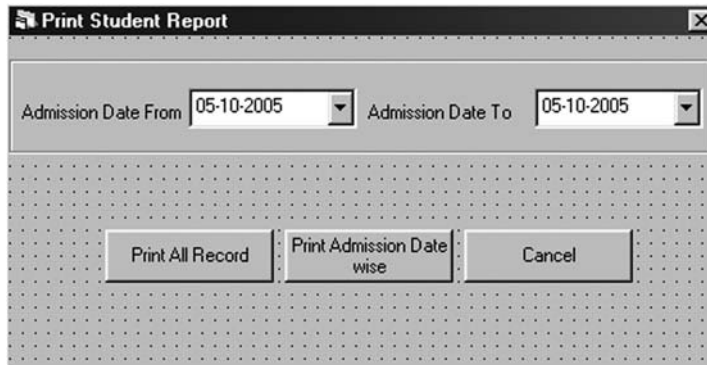 Print Student Report
Admission Date From 05-10-2005 Admission Date To 05-10-2005
Print All Record Print Admission Date wise Cancel